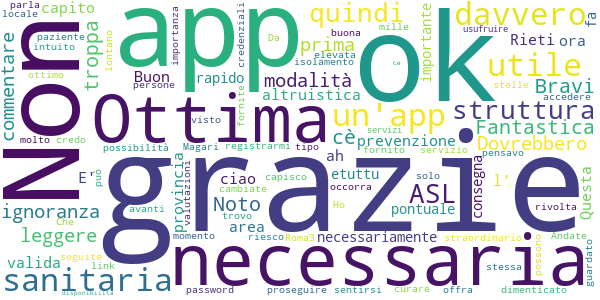 parla
locale
capito
importanza
quindi
davvero
fa
paziente
intuito
troppa
lontano
app
credenziali
Da
buona
mille
prima
elevata
isolamento
ok
importante
usufruire
Rieti
ora
utile
stelle
accedere
ottimo
Buon
persone
rapido
fornite
modalità
altruistica
Bravi
commentare
Non
molto
credo
Ottima
visto
un'app
struttura
Fantastica
possibilità
Magari
registrarmi
tipo
cè
prevenzione
servizi
fornito
servizio
Dovrebbero
pensavo
E'
può
grazie
provincia
valutazioni
ciao
cambiate
ah
etuttu
capisco
solo
occorra
ASL
consegna
l'
rivolta
Questa
ignoranza
avanti
Noto
trovo
Ho
pontuale
leggere
Che
area
momento
riesco
Roma3
necessariamente
straordinario
Andate
guardato
valida
seguite
link
necessaria
possono
stessa
sanitaria
password
proseguire
sentirsi
curare
offra
dimenticato
disponibilità
Ce